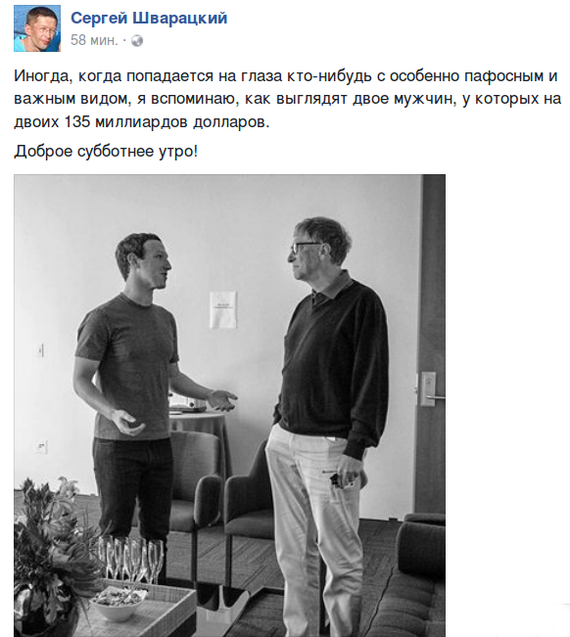 Сергей Шварацкий
58 мин. ·
Иногда, когда попадается на глаза кто-нибудь с особенно пафосным и
важным видом, я вспоминаю, как выглядят двое мужчин, у которых на
двоих 135 миллиардов долларов.
Доброе субботнее утро!